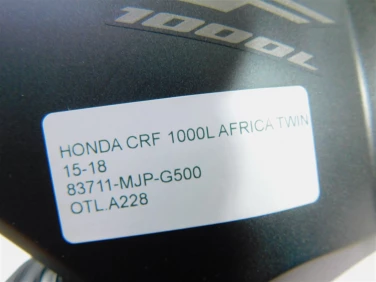 1000L
HONDA CRF 1000L AFRICA TWIN
15-18
83711-MJP-G500
OTL.A228